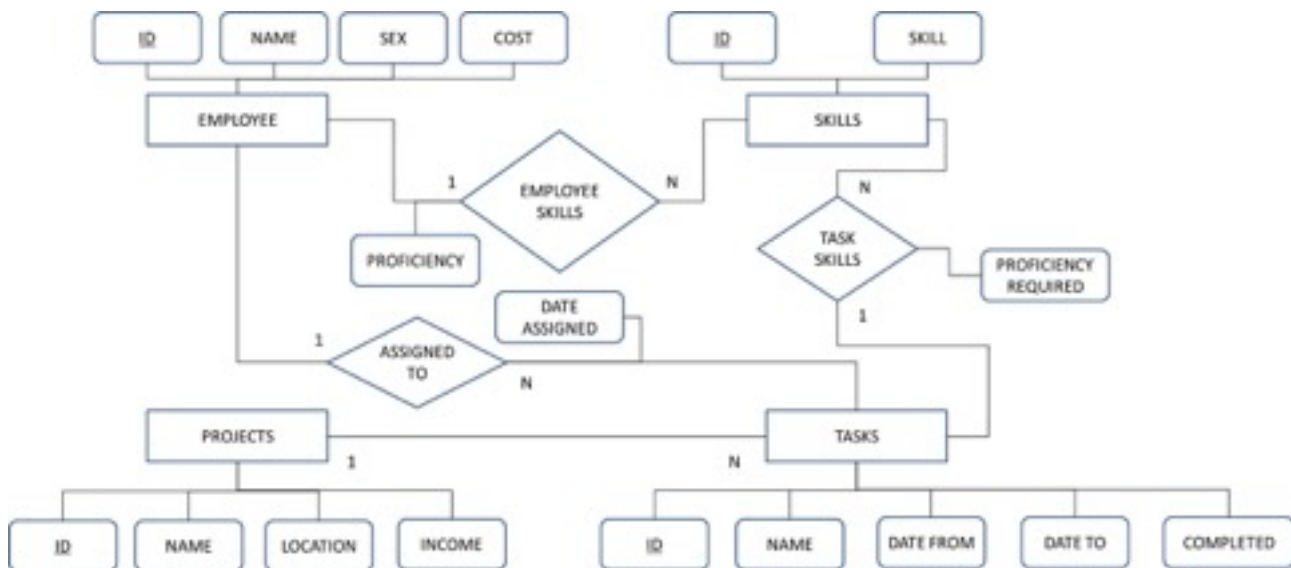 ID
NAME
SEX
COST
ID
SKILL
EMPLOYEE
SKILLS
1
EMPLOYEE
SKILLS
N
N
TASK
SKILLS
PROFICIENCY
PROFICIENCY
REQUIRED
DATE
ASSIGNED
1
1
ASSIGNED
TO
N
PROJECTS
TASKS
1
N
ID
NAME
LOCATION
INCOME
ID
NAME
DATE FROM
DATE TO
COMPLETED